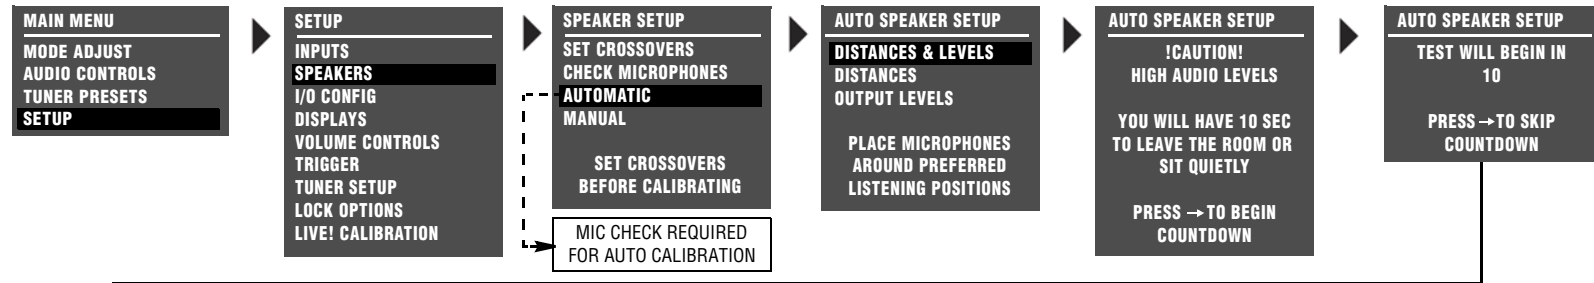 MAIN MENU
MODE ADJUST
AUDIO CONTROLS
TUNER PRESETS
SETUP
SETUP
INPUTS
SPEAKERS
I/O CONFIG
DISPLAYS
VOLUME CONTROLS
TRIGGER
TUNER SETUP
LOCK OPTIONS
LIVE! CALIBRATION
SPEAKER SETUP
SET CROSSOVERS
CHECK MICROPHONES
AUTOMATIC
MANUAL
SET CROSSOVERS
BEFORE CALIBRATING
MIC CHECK REQUIRED
FOR AUTO CALIBRATION
AUTO SPEAKER SETUP
DISTANCES & LEVELS
DISTANCES
OUTPUT LEVELS
PLACE MICROPHONES
AROUND PREFERRED
LISTENING POSITIONS
AUTO SPEAKER SETUP
!CAUTION!
HIGH AUDIO LEVELS
YOU WILL HAVE 10 SEC
TO LEAVE THE ROOM OR
SIT QUIETLY
PRESS → TO BEGIN
COUNTDOWN
AUTO SPEAKER SETUP
TEST WILL BEGIN IN
10
PRESS → TO SKIP
COUNTDOWN